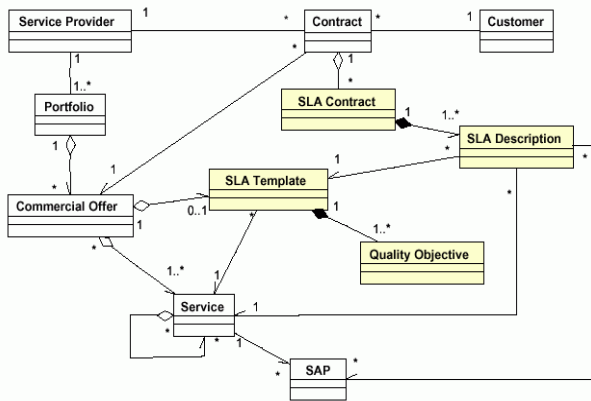 Service Provider
1
*
Contract
*
1
Customer
1
*
1
1..*
*
SLA Contract
1
1..*
Portfolio
SLA Description
1
*
*
1
1
*
SLA Template
*
Commercial Offer
0..1
1
1
*
*
1..*
Quality Objective
1..*
1
Service
1
*
*
1
*
SAP
*